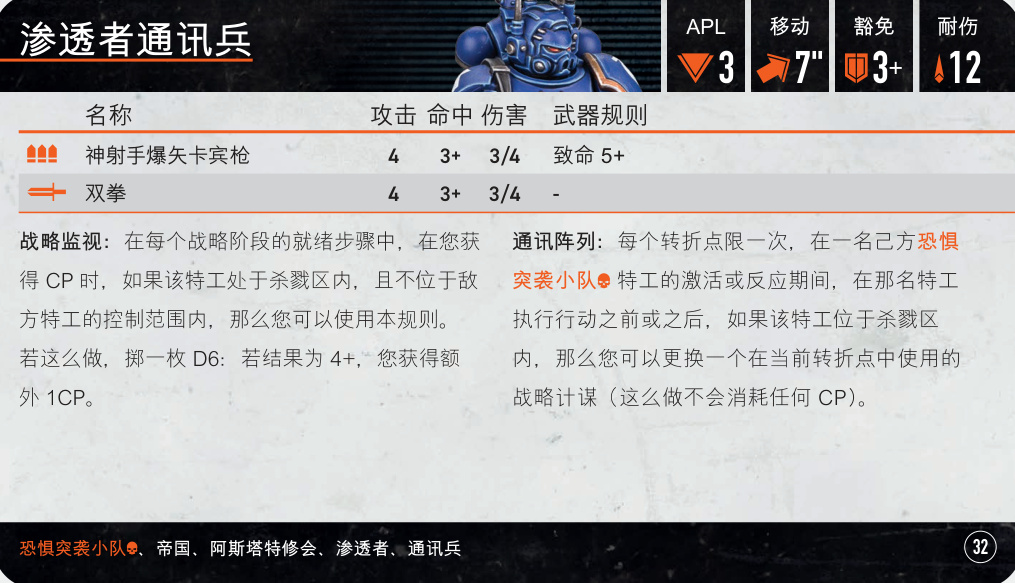 渗透者通讯兵
APL 移动 豁免 耐伤
3 7" 3+ 12
名称 攻击 命中 伤害 武器规则
神射手爆矢卡宾枪 4 3+ 3/4 致命 5+
双拳 4 3+ 3/4 -
战略监视：在每个战略阶段的就绪步骤中，在您获
得 CP 时，如果该特工处于杀戮区内，且不位于敌
方特工的控制范围内，那么您可以使用本规则。
若这么做，掷一枚 D6：若结果为 4+，您获得额
外 1CP。
通讯阵列：每个转折点限一次，在一名己方恐惧
突袭小队 特工的激活或反应期间，在那名特工
执行行动之前或之后，如果该特工位于杀戮区
内，那么您可以更换一个在当前转折点中使用的
战略计谋（这么做不会消耗任何 CP）。
恐惧突袭小队、帝国、阿斯塔特修会、渗透者、通讯兵
32